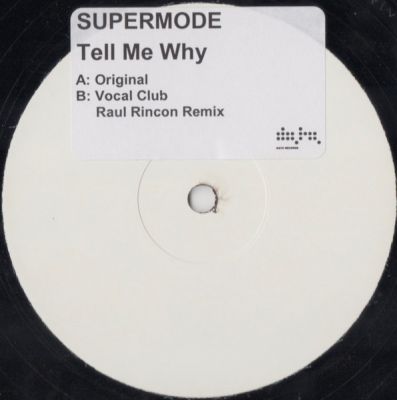 SUPERMODE
Tell Me Why
A: Original
B: Vocal Club
Raul Rincon Remix